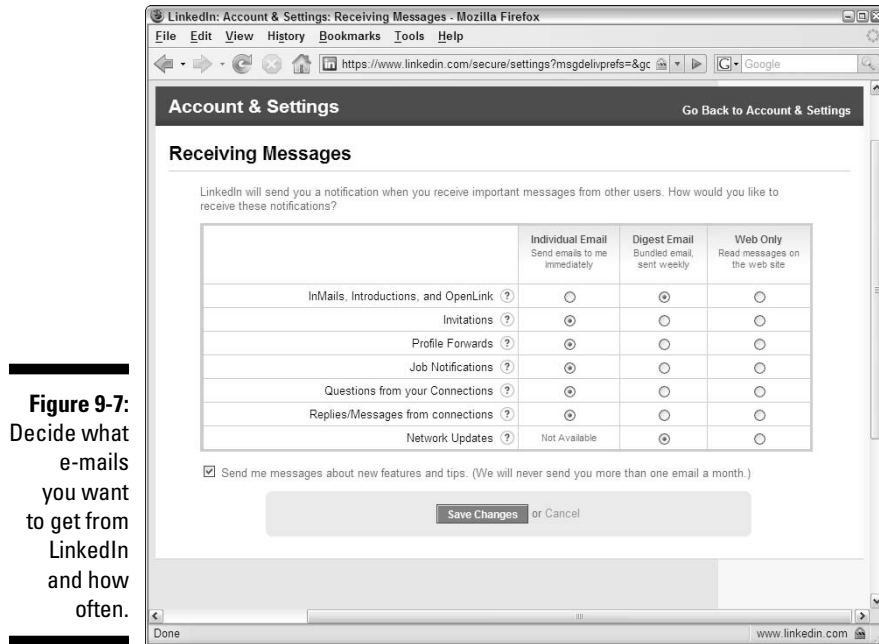 LinkedIn: Account & Settings: Receiving Messages - Mozilla Firefox
File Edit View History Bookmarks Tools Help
https://www.linkedin.com/secure/settings?msgdelivprefs=&gc
Google
Account & Settings
Go Back to Account & Settings
Receiving Messages
LinkedIn will send you a notification when you receive important messages from other users. How would you like to
receive these notifications?
Individual Email
Send emails to me
immediately
Digest Email
Bundled email,
sent weekly
Web Only
Read messages on
the web site
InMails, Introductions, and OpenLink ?
Invitations ?
Profile Forwards ?
Job Notifications ?
Questions from your Connections ?
Replies/Messages from connections ?
Network Updates ? Not Available
Send me messages about new features and tips. (We will never send you more than one email a month.)
Save Changes or Cancel
Done
www.linkedin.com
Figure 9-7:
Decide what
e-mails
you want
to get from
LinkedIn
and how
often.